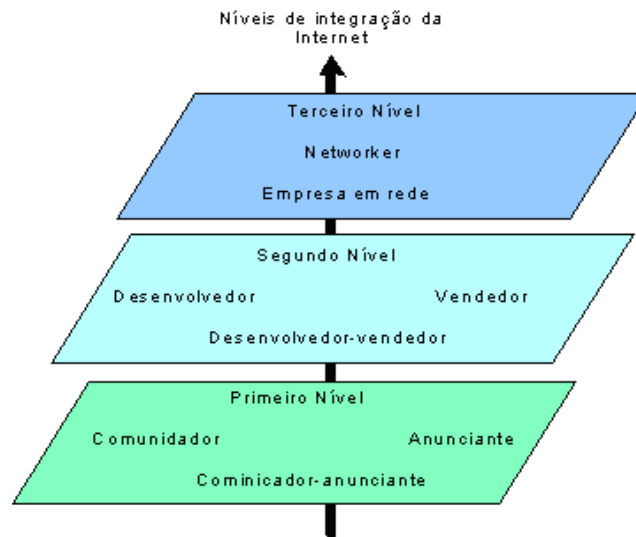 Níveis de integração da
Internet
Terceiro Nível
Networker
Empresa em rede
Segundo Nível
Desenvolvedor Vendedor
Desenvolvedor-vendedor
Primeiro Nível
Comunidador Anunciante
Cominicador-anunciante